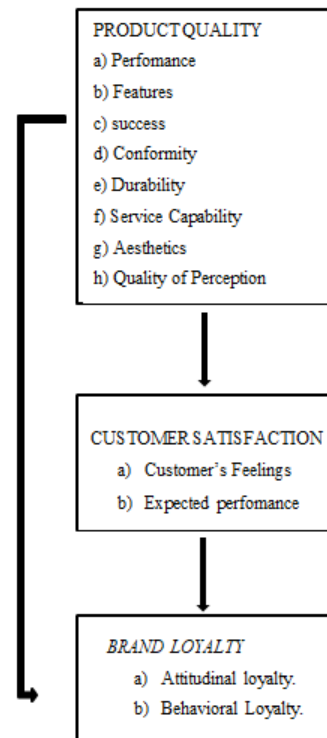 PRODUCT QUALITY
a) Perfomance
b) Features
c) success
d) Conformity
e) Durability
f) Service Capability
g) Aesthetics
h) Quality of Perception
CUSTOMER SATISFACTION
a) Customer's Feelings
b) Expected perfomance
BRAND LOYALTY
a) Attitudinal loyalty.
b) Behavioral Loyalty.